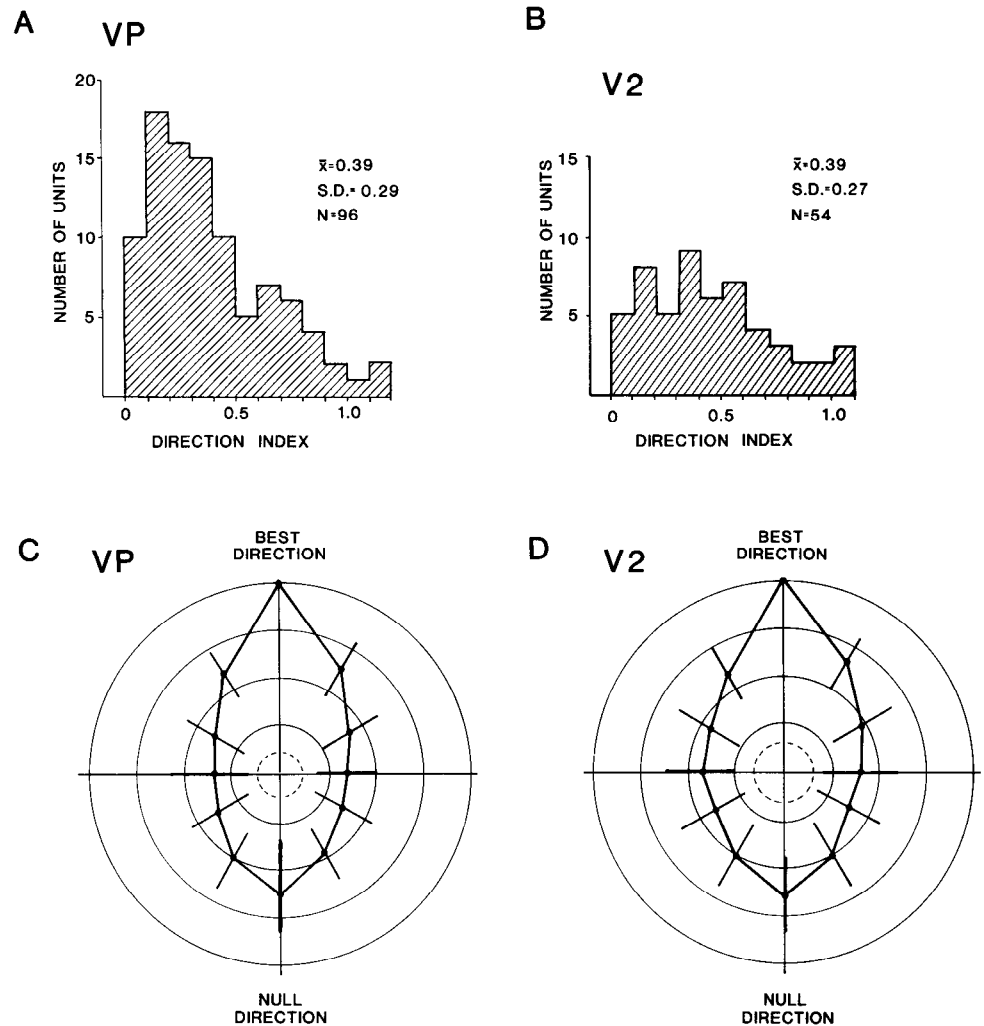 A
VP
20
15
10
5
NUMBER OF UNITS
x̄=0.39
S.D.= 0.29
N=96
0 0.5 1.0
DIRECTION INDEX
B
V2
15
10
5
NUMBER OF UNITS
x̄=0.39
S.D.=0.27
N=54
0 0.5 1.0
DIRECTION INDEX
C
VP
BEST
DIRECTION
NULL
DIRECTION
D
V2
BEST
DIRECTION
NULL
DIRECTION